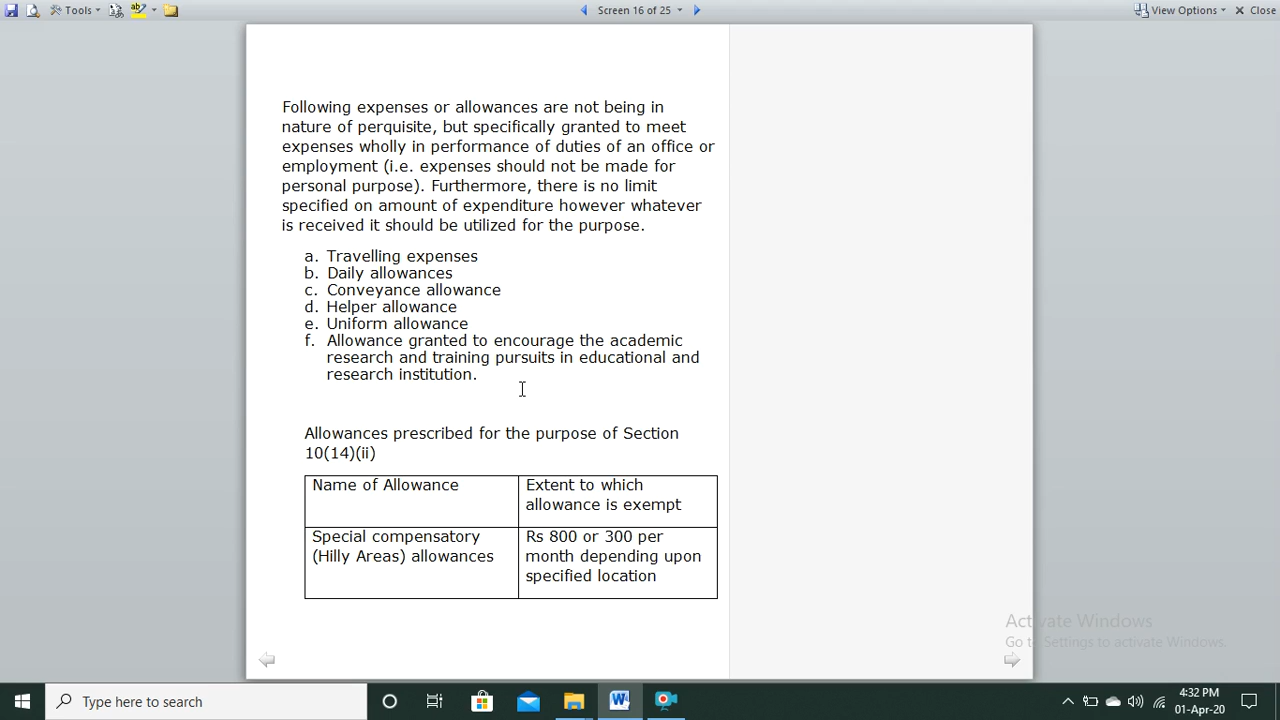 Tools
Screen 16 of 25
View Options
Close
Following expenses or allowances are not being in
nature of perquisite, but specifically granted to meet
expenses wholly in performance of duties of an office or
employment (i.e. expenses should not be made for
personal purpose). Furthermore, there is no limit
specified on amount of expenditure however whatever
is received it should be utilized for the purpose.
a. Travelling expenses
b. Daily allowances
c. Conveyance allowance
d. Helper allowance
e. Uniform allowance
f. Allowance granted to encourage the academic
research and training pursuits in educational and
research institution.
Allowances prescribed for the purpose of Section
10(14)(ii)
Name of Allowance
Extent to which
allowance is exempt
Special compensatory
(Hilly Areas) allowances
Rs 800 or 300 per
month depending upon
specified location
Activate Windows
Go to Settings to activate Windows.
Type here to search
4:32 PM
01-Apr-20